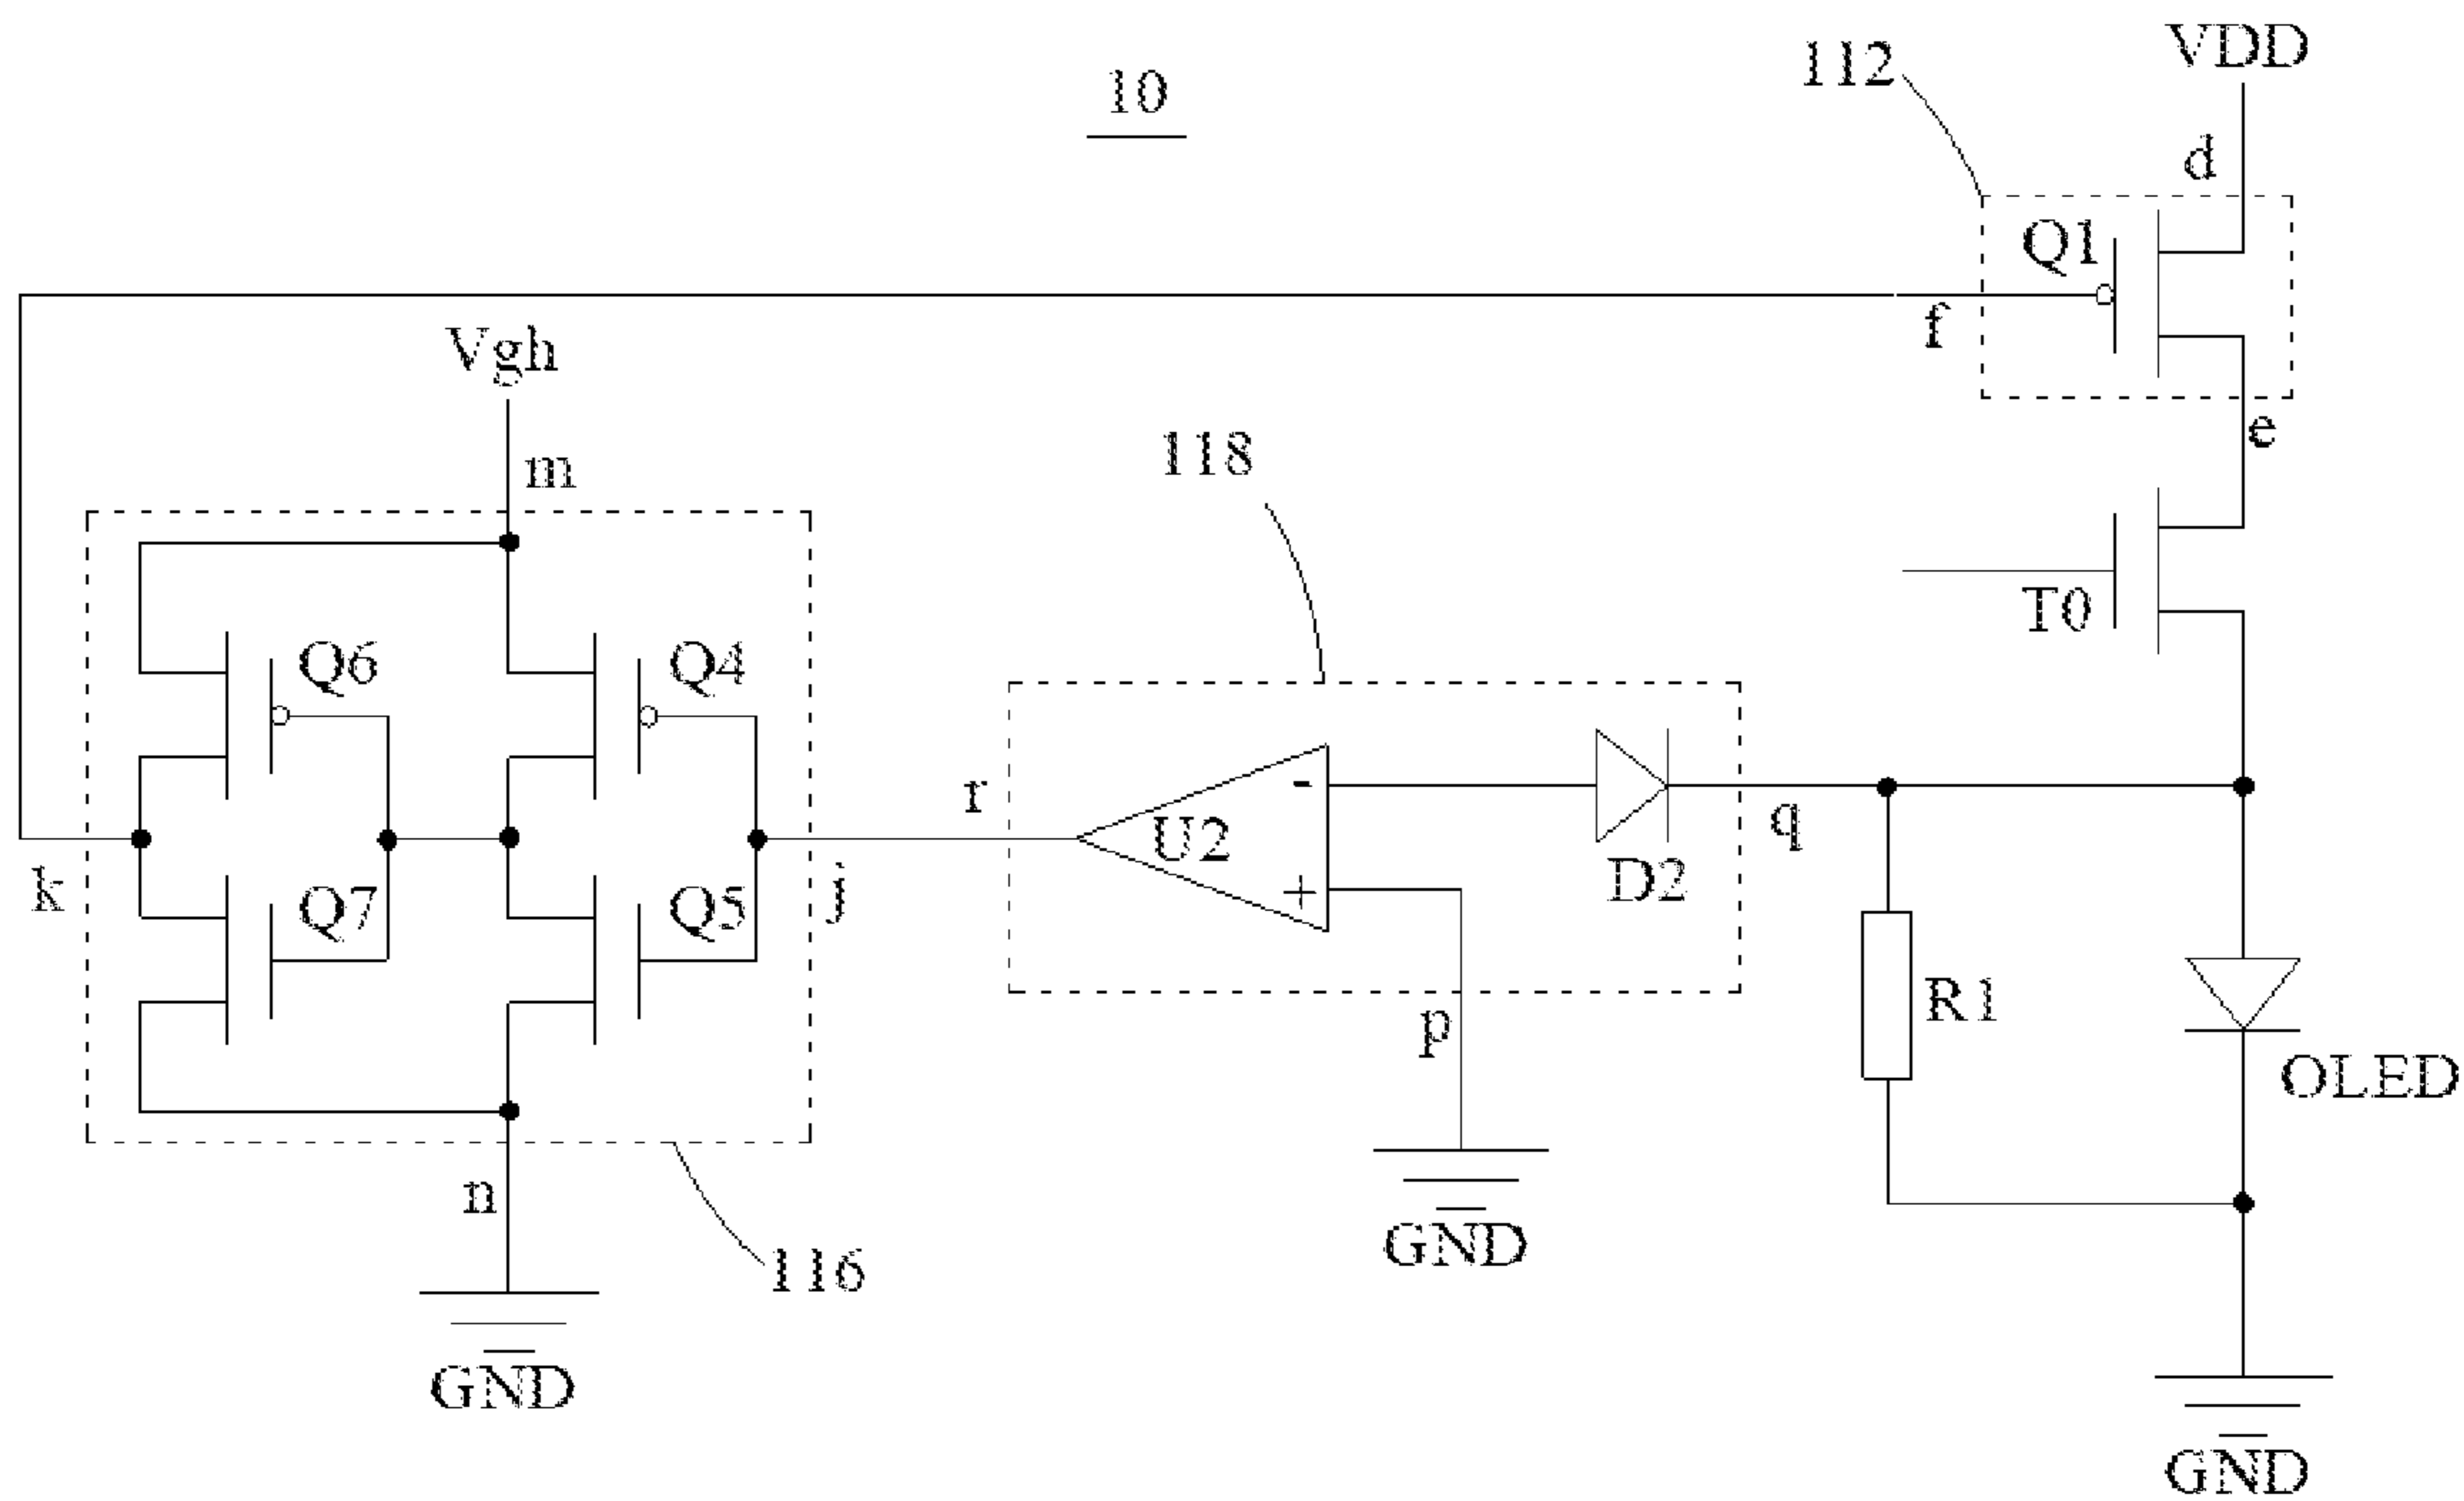 VDD
112
10
d
Q1
f
Vgh
e
118
m
T0
Q6
Q4
r
-
U2
q
k
j
+
D2
Q7
Q5
R1
p
OLED
n
GND
116
GND
GND